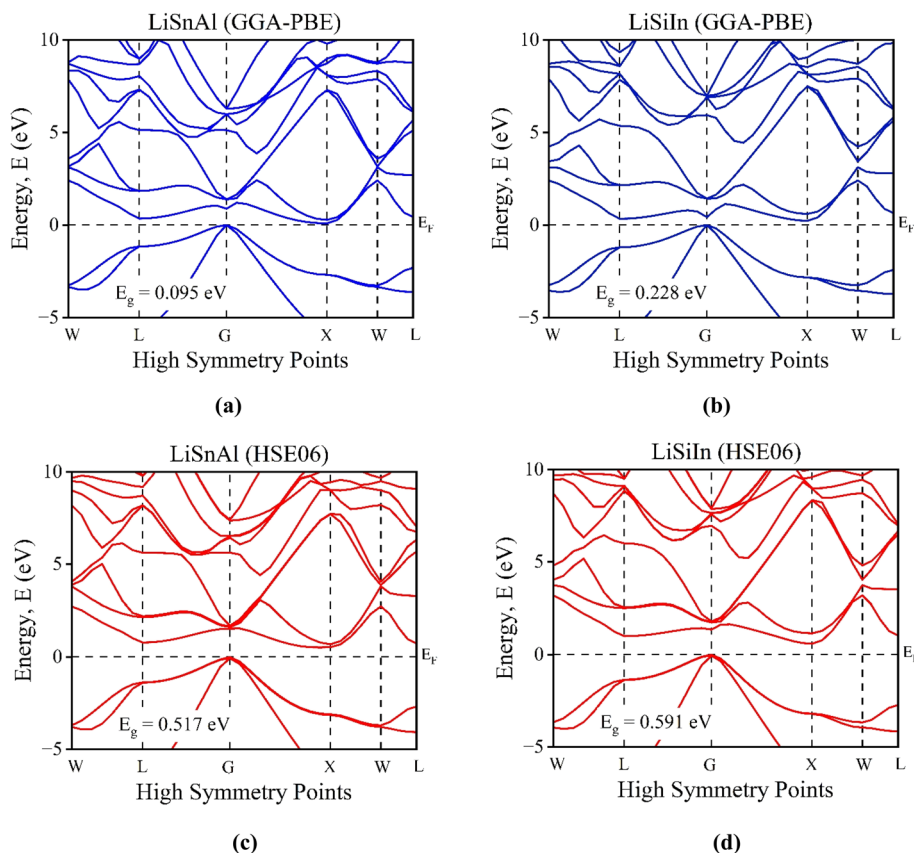 LiSnAl (GGA-PBE)
10
5
0
−5
Energy, E (eV)
E_F
E_g = 0.095 eV
W L G X W L
High Symmetry Points
(a)
LiSiIn (GGA-PBE)
10
5
0
−5
Energy, E (eV)
E_F
E_g = 0.228 eV
W L G X W L
High Symmetry Points
(b)
LiSnAl (HSE06)
10
5
0
−5
Energy, E (eV)
E_F
E_g = 0.517 eV
W L G X W L
High Symmetry Points
(c)
LiSiIn (HSE06)
10
5
0
−5
Energy, E (eV)
E
E_g = 0.591 eV
W L G X W L
High Symmetry Points
(d)